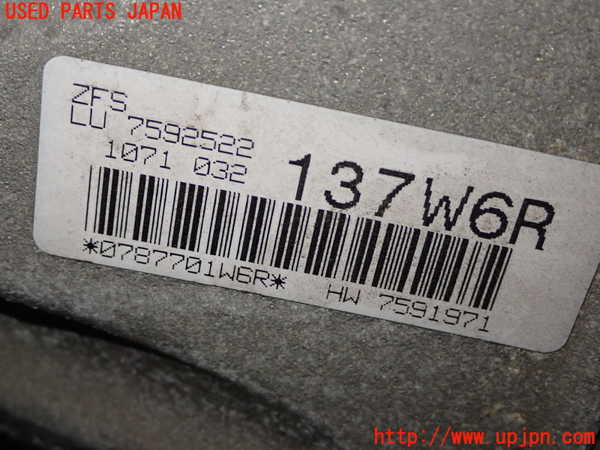 USED PARTS JAPAN
ZFS
LU 7592522
1071 032
137W6R
*0787701W6R*
HW 7591971
http://www.upjpn.com/